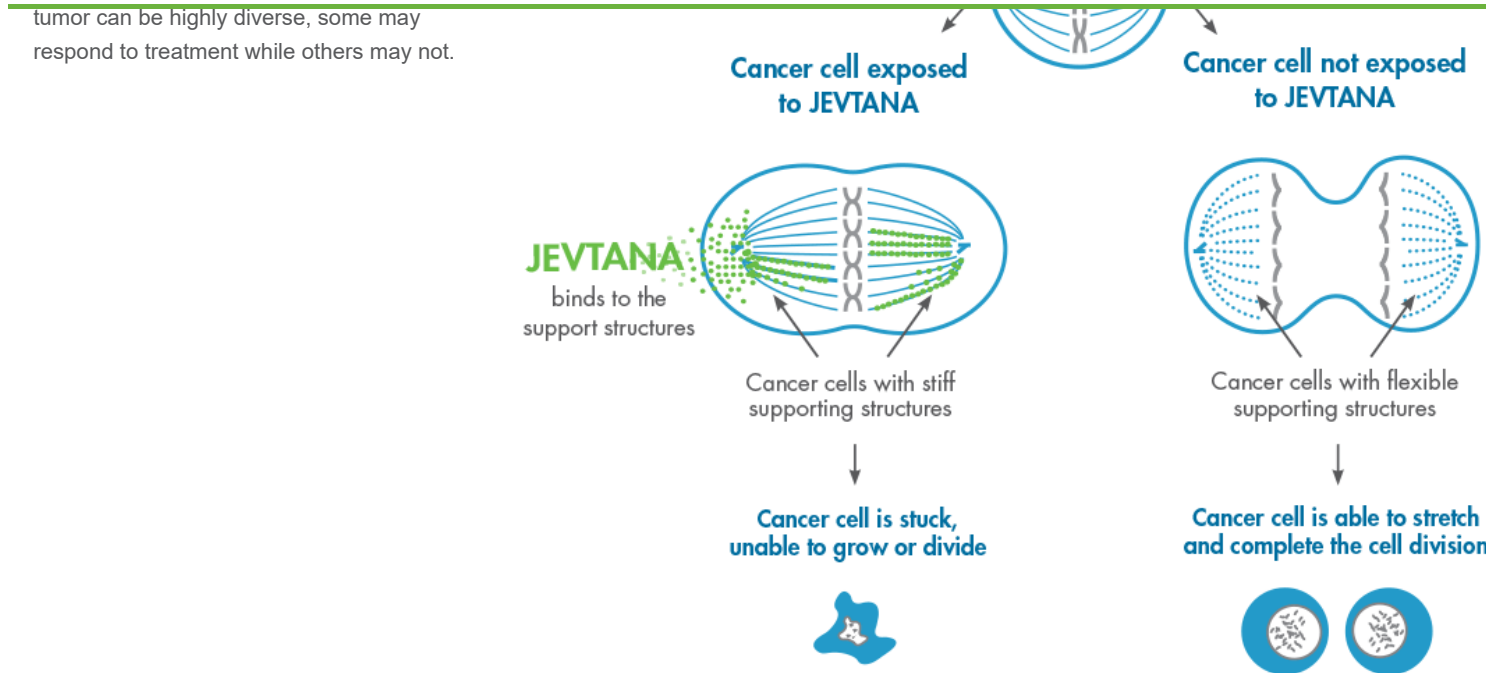 tumor can be highly diverse, some may
respond to treatment while others may not.
Cancer cell exposed
to JEVTANA
Cancer cell not exposed
to JEVTANA
JEVTANA
binds to the
support structures
Cancer cells with stiff
supporting structures
Cancer cells with flexible
supporting structures
Cancer cell is stuck,
unable to grow or divide
Cancer cell is able to stretch
and complete the cell division